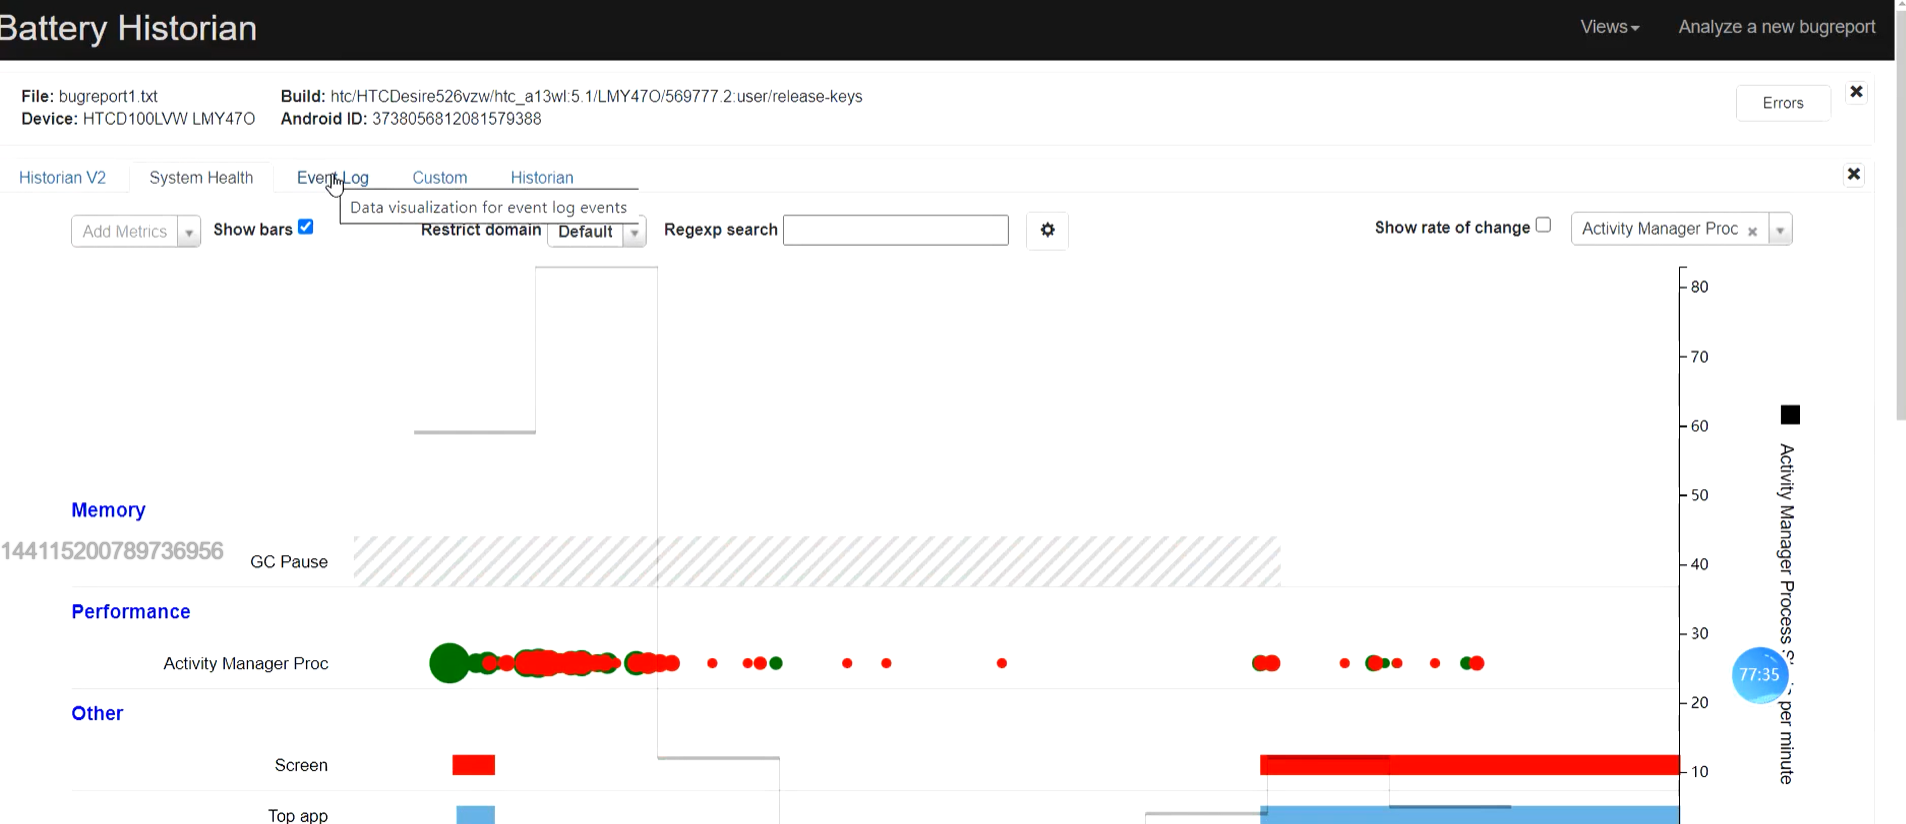 Battery Historian
Views
Analyze a new bugreport
File: bugreport1.txt
Build: htc/HTCDesire526vzw/htc_a13wl:5.1/LMY47O/569777.2:user/release-keys
Errors
Device: HTCD100LVW LMY47O
Android ID: 3738056812081579388
Historian V2
System Health
Event Log
Custom
Historian
Data visualization for event log events
Add Metrics
Show bars
Restrict domain
Default
Regexp search
Show rate of change
Activity Manager Proc
80
70
60
50
40
30
20
10
Activity Manager Process
per minute
Memory
144115200789736956
GC Pause
Performance
Activity Manager Proc
77:35
Other
Screen
Top app